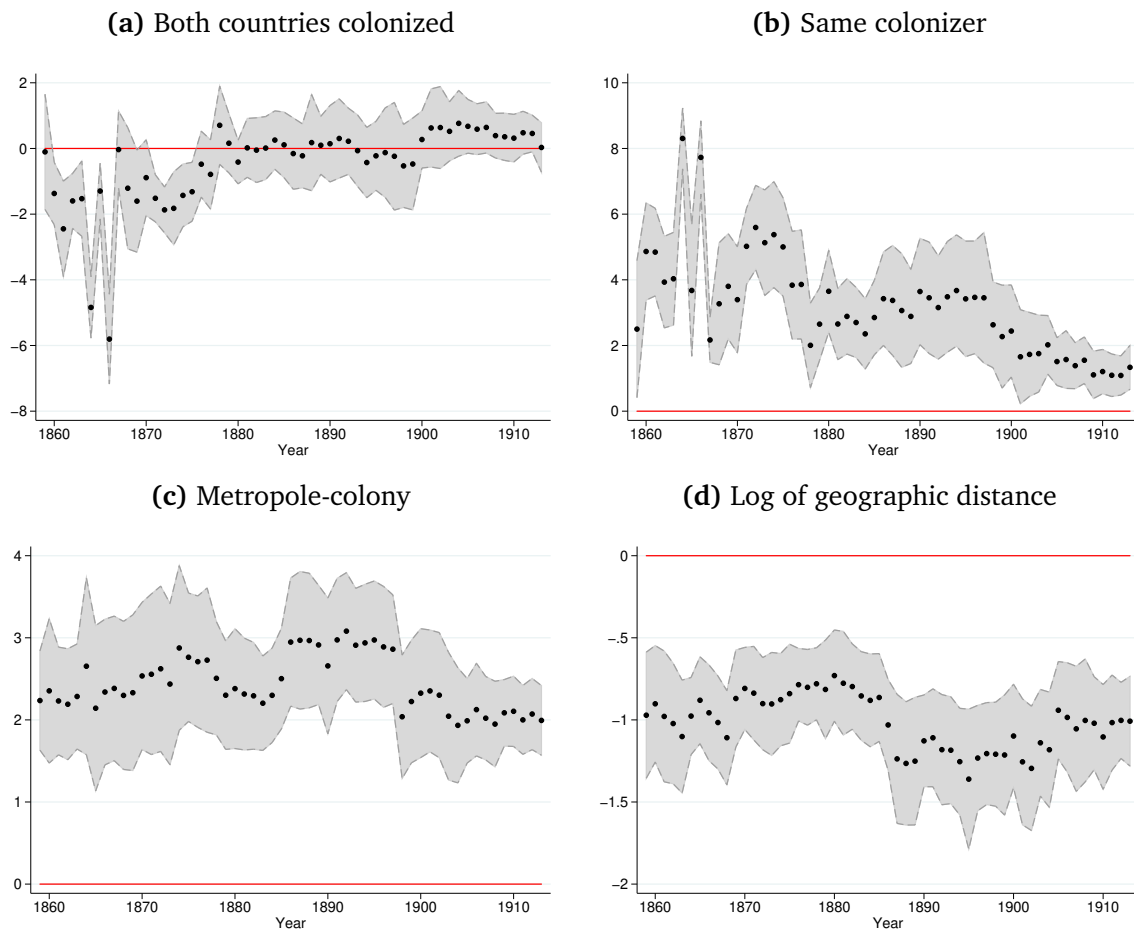 (a) Both countries colonized
2
0
−2
−4
−6
−8
1860 1870 1880 1890 1900 1910
Year
(b) Same colonizer
10
8
6
4
2
0
1860 1870 1880 1890 1900 1910
Year
(c) Metropole-colony
4
3
2
1
0
1860 1870 1880 1890 1900 1910
Year
(d) Log of geographic distance
0
−.5
−1
−1.5
−2
1860 1870 1880 1890 1900 1910
Year